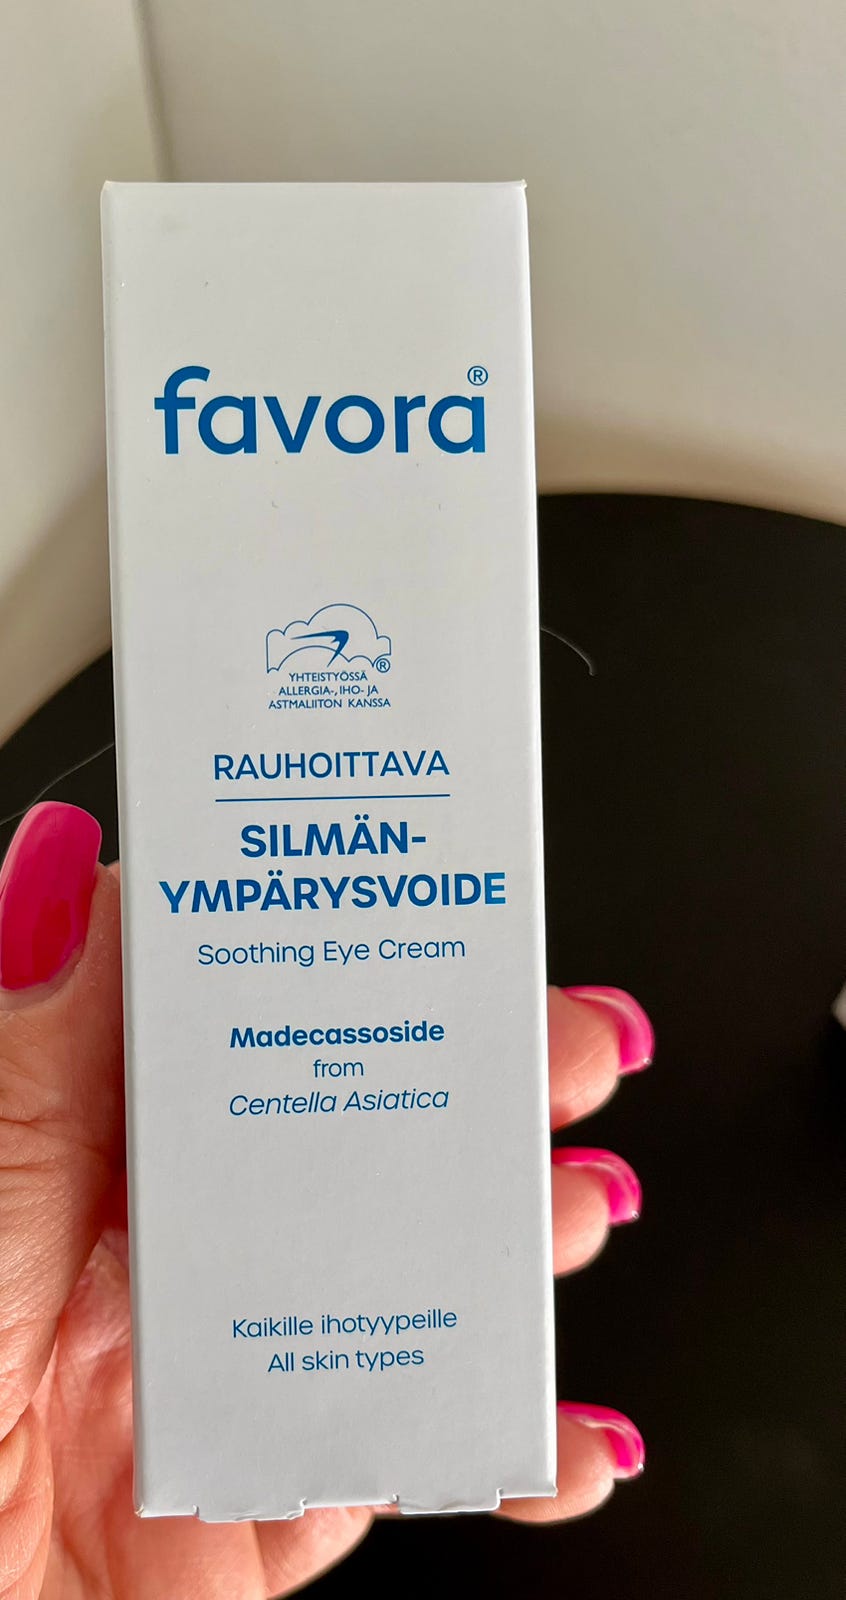 favora®
YHTEISTYÖSSÄ
ALLERGIA-, IHO- JA
ASTMALIITON KANSSA
®
RAUHOITTAVA
SILMÄN-
YMPÄRYSVOIDE
Soothing Eye Cream
Madecassoside
from
Centella Asiatica
Kaikille ihotyypeille
All skin types